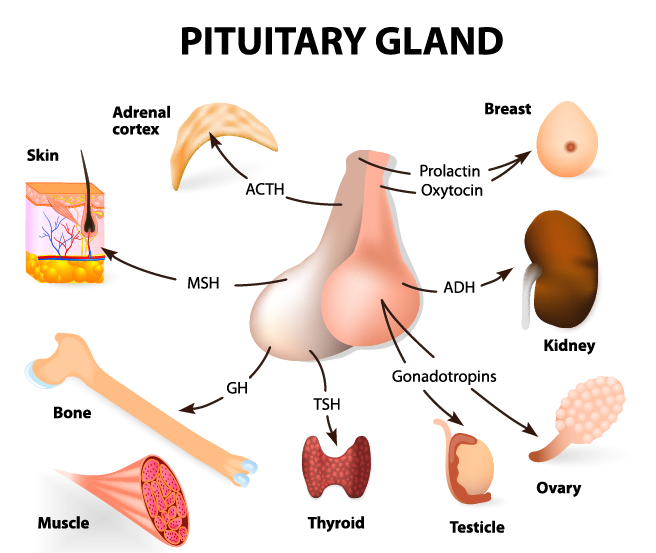 PITUITARY GLAND
Adrenal
cortex
Breast
Skin
Prolactin
Oxytocin
ACTH
MSH
ADH
Kidney
GH
TSH
Gonadotropins
Bone
Ovary
Muscle
Thyroid
Testicle